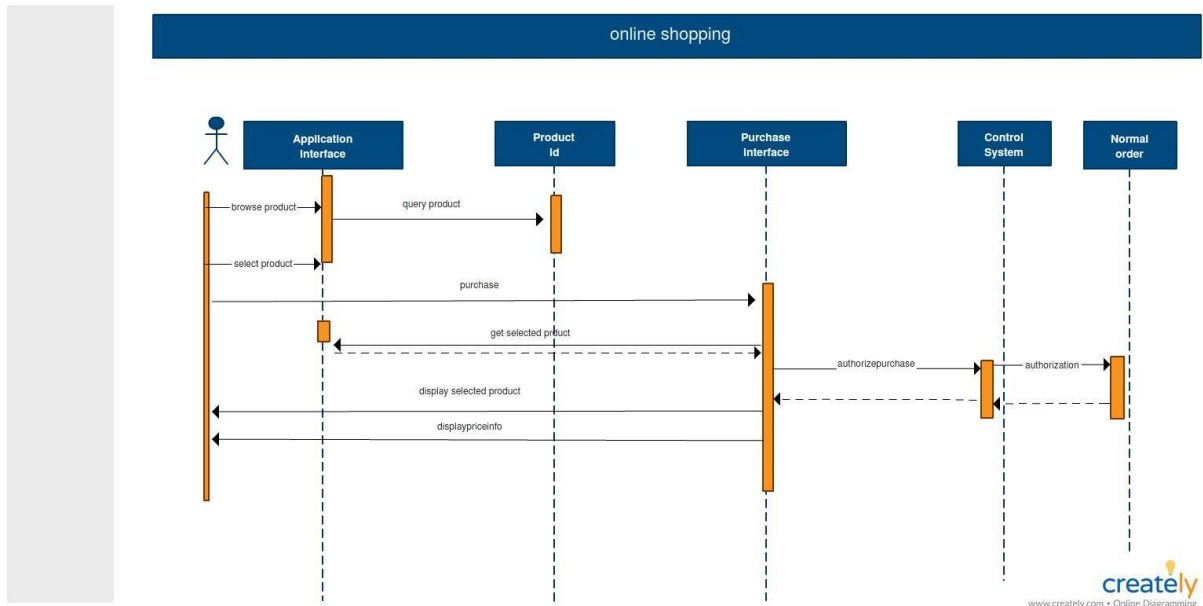 online shopping
Application
interface
Product
Id
Purchase
interface
Control
System
Normal
order
browse product
query product
select product
purchase
get selected prduct
authorizepurchase
authorization
display selected product
displaypriceinfo
creately
www.creately.com • Online Diagramming